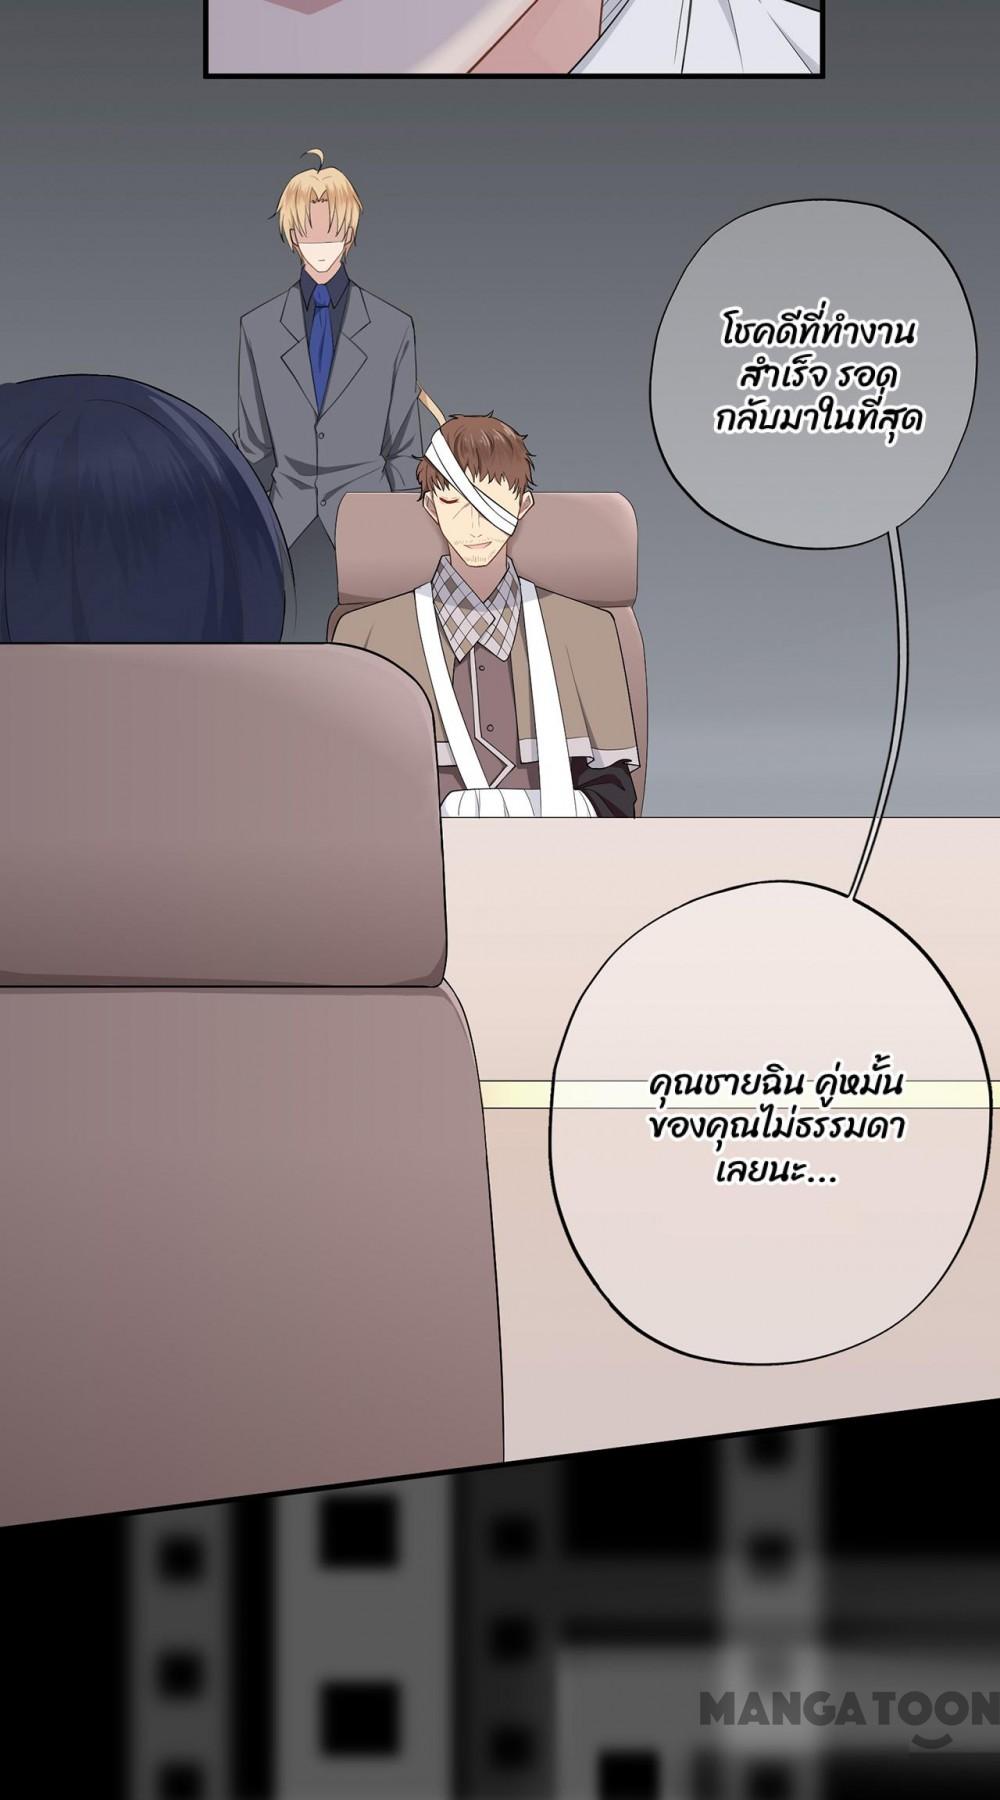 โชคดีที่ทำงาน
สำเร็จ รอด
กลับมาในที่สุด
คุณชายฉิน คู่หมั้น
ของคุณไม่ธรรมดา
เลยนะ...
MANGATOON